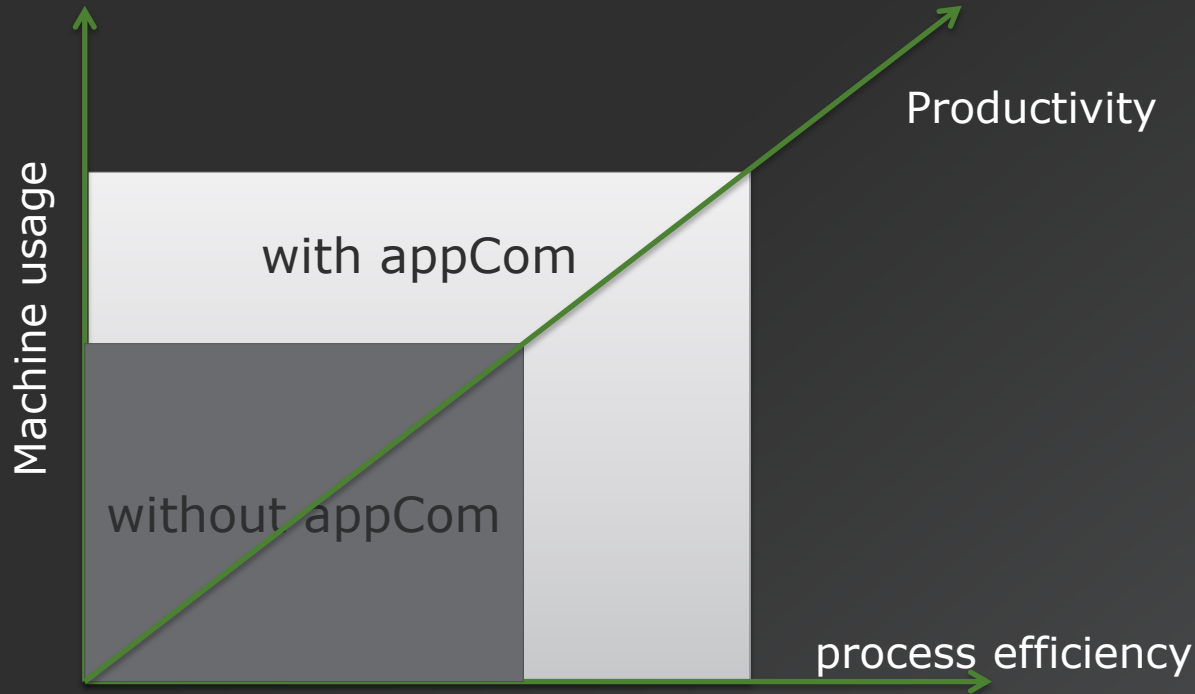 Productivity
Machine usage
with appCom
without appCom
process efficiency